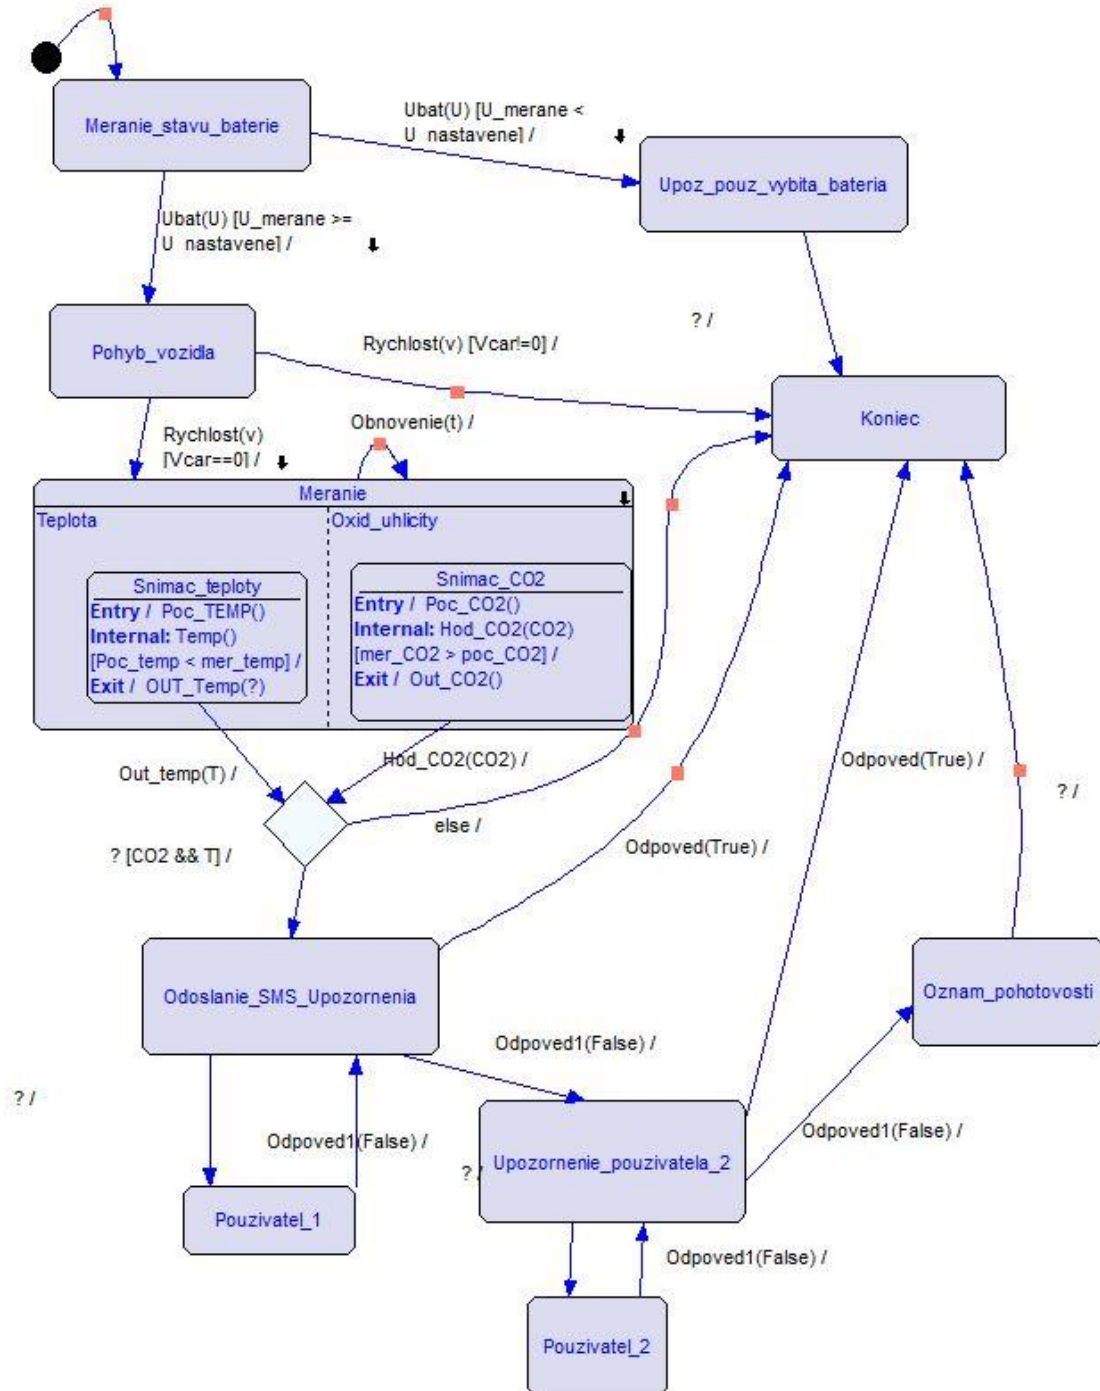 Meranie_stavu_baterie
Ubat(U) [U_merane <
U_nastavene] /
Upoz_pouz_vybita_bateria
Ubat(U) [U_merane >=
U_nastavene] /
? /
Pohyb_vozidla
Rychlost(v) [Vcar!=0] /
Koniec
Rychlost(v)
[Vcar==0] /
Obnovenie(t) /
Meranie
Teplota
Oxid_uhlicity
Snimac_teploty
Entry / Poc_TEMP()
Internal: Temp()
[Poc_temp < mer_temp] /
Exit / OUT_Temp(?)
Snimac_CO2
Entry / Poc_CO2()
Internal: Hod_CO2(CO2)
[mer_CO2 > poc_CO2] /
Exit / Out_CO2()
Out_temp(T) /
Hod_CO2(CO2) /
Odpoved(True) /
? /
else /
Odpoved(True) /
? [CO2 && T] /
Odoslanie_SMS_Upozornenia
Oznam_pohotovosti
Odpoved1(False) /
? /
Odpoved1(False) /
Odpoved1(False) /
? /
Upozornenie_pouzivatela_2
Pouzivatel_1
Odpoved1(False) /
Pouzivatel_2